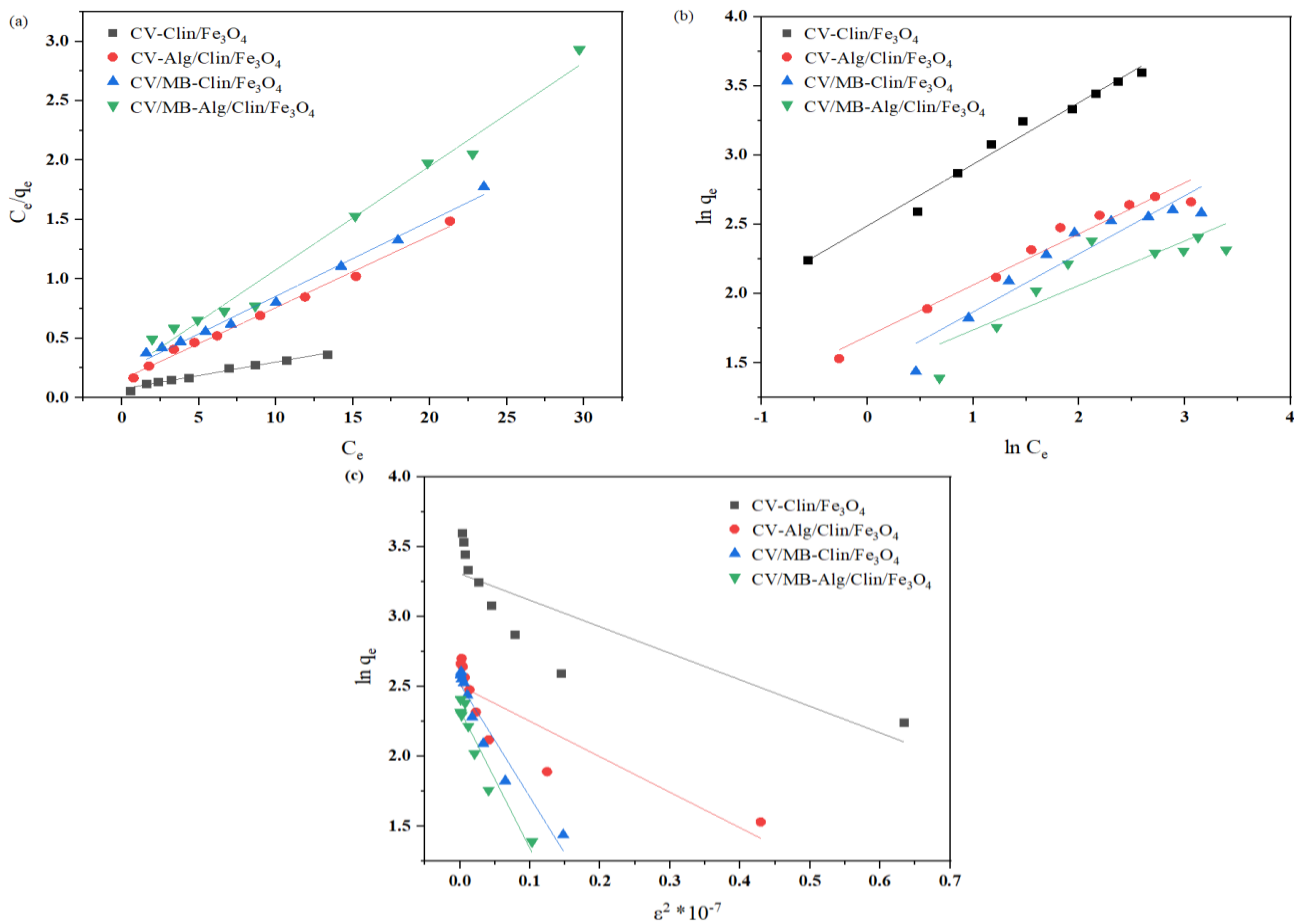 (a)
CV-Clin/Fe₃O₄
CV-Alg/Clin/Fe₃O₄
CV/MB-Clin/Fe₃O₄
CV/MB-Alg/Clin/Fe₃O₄
3.0
2.5
2.0
1.5
1.0
0.5
0.0
Cₑ/qₑ
0
5
10
15
20
25
30
Cₑ
(b)
CV-Clin/Fe₃O₄
CV-Alg/Clin/Fe₃O₄
CV/MB-Clin/Fe₃O₄
CV/MB-Alg/Clin/Fe₃O₄
4.0
3.5
3.0
2.5
2.0
1.5
ln qₑ
-1
0
1
2
3
4
ln Cₑ
(c)
CV-Clin/Fe₃O₄
CV-Alg/Clin/Fe₃O₄
CV/MB-Clin/Fe₃O₄
CV/MB-Alg/Clin/Fe₃O₄
4.0
3.5
3.0
2.5
2.0
1.5
ln qₑ
0.0
0.1
0.2
0.3
0.4
0.5
0.6
0.7
ε² *10⁻⁷